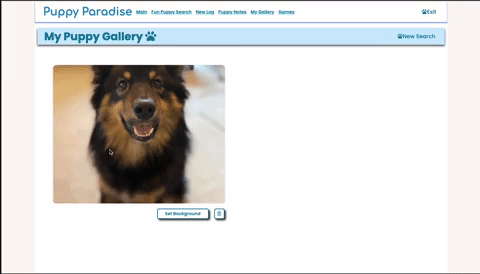 Puppy Paradise Main Fun Puppy Search New Log Puppy Notes My Gallery Games Exit
My Puppy Gallery New Search
Set Background